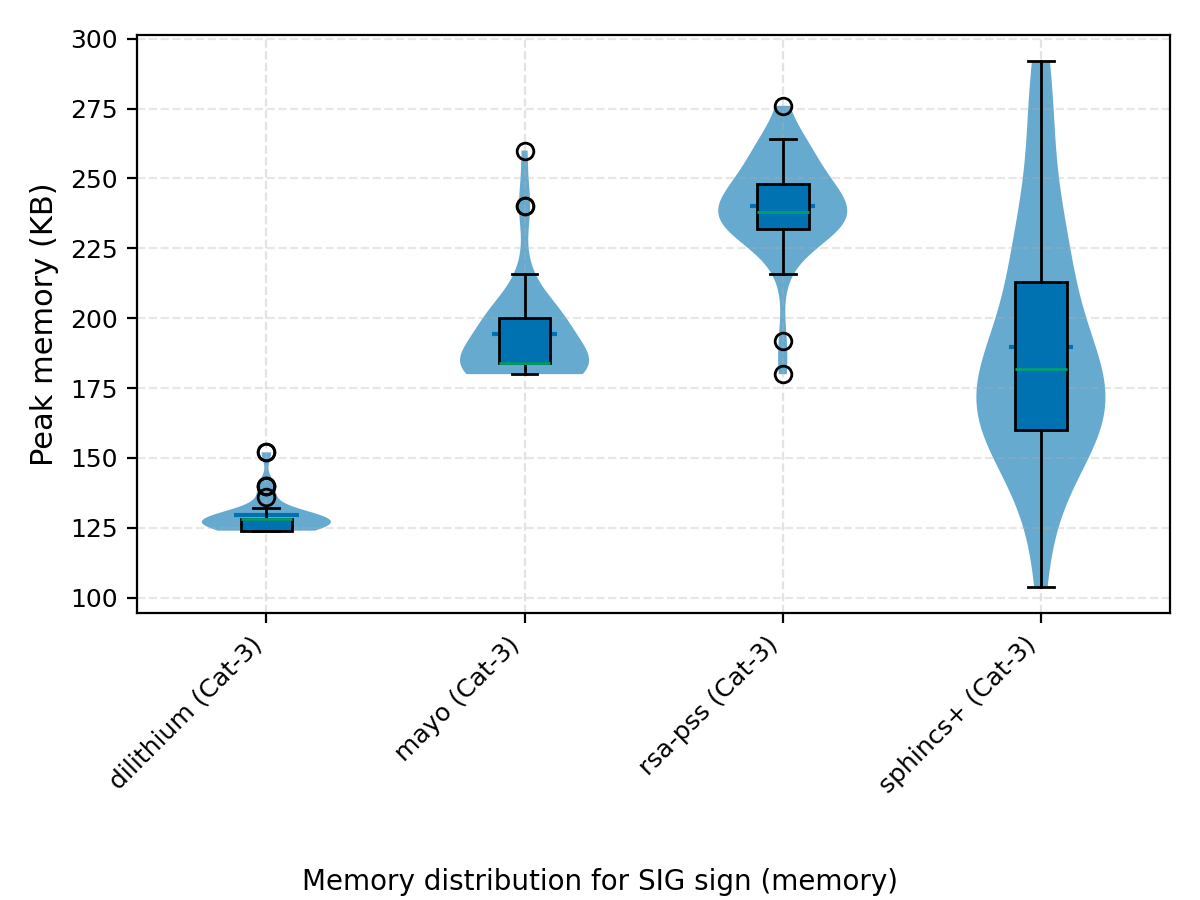 Peak memory (KB)
300
275
250
225
200
175
150
125
100
dilithium (Cat-3)
mayo (Cat-3)
rsa-pss (Cat-3)
sphincs+ (Cat-3)
Memory distribution for SIG sign (memory)